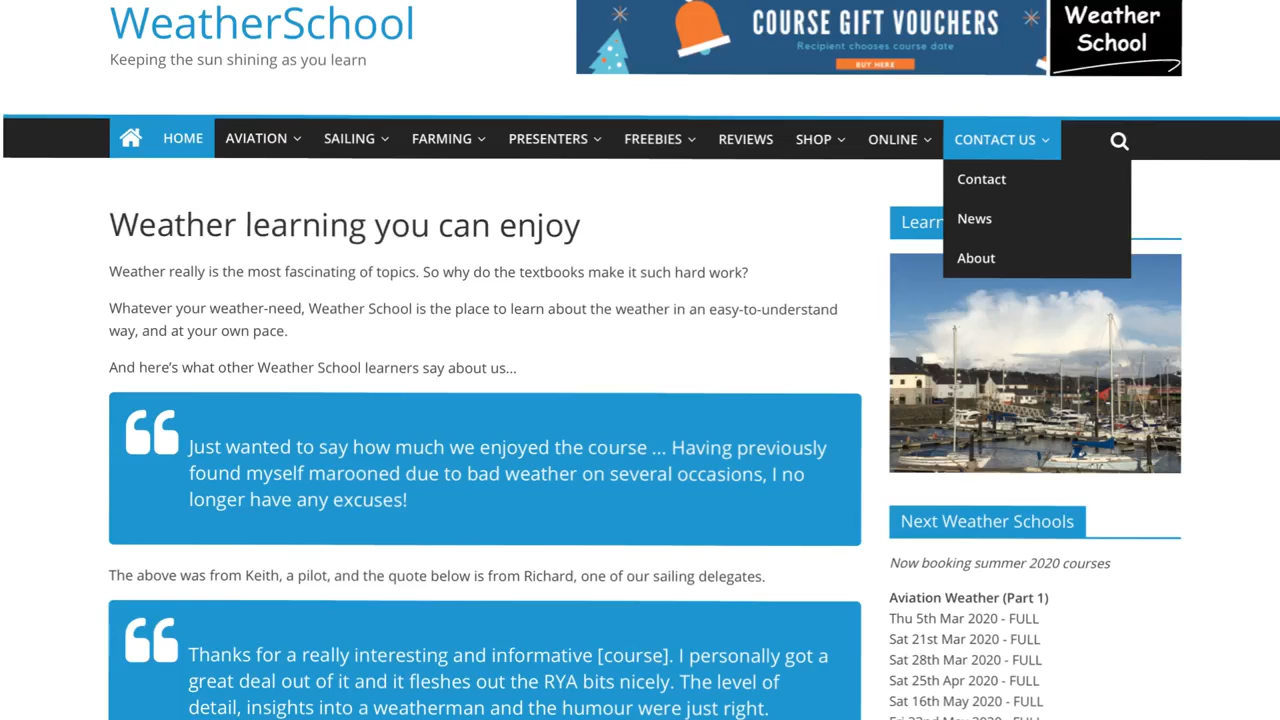 WeatherSchool
Keeping the sun shining as you learn
COURSE GIFT VOUCHERS
Recipient chooses course date
BUY HERE
Weather
School
HOME AVIATION SAILING FARMING PRESENTERS FREEBIES REVIEWS SHOP ONLINE CONTACT US
Contact
News
About
Weather learning you can enjoy
Weather really is the most fascinating of topics. So why do the textbooks make it such hard work?
Whatever your weather-need, Weather School is the place to learn about the weather in an easy-to-understand
way, and at your own pace.
And here's what other Weather School learners say about us...
Just wanted to say how much we enjoyed the course ... Having previously
found myself marooned due to bad weather on several occasions, I no
longer have any excuses!
The above was from Keith, a pilot, and the quote below is from Richard, one of our sailing delegates.
Thanks for a really interesting and informative [course]. I personally got a
great deal out of it and it fleshes out the RYA bits nicely. The level of
detail, insights into a weatherman and the humour were just right.
Learn
Next Weather Schools
Now booking summer 2020 courses
Aviation Weather (Part 1)
Thu 5th Mar 2020 - FULL
Sat 21st Mar 2020 - FULL
Sat 28th Mar 2020 - FULL
Sat 25th Apr 2020 - FULL
Sat 16th May 2020 - FULL